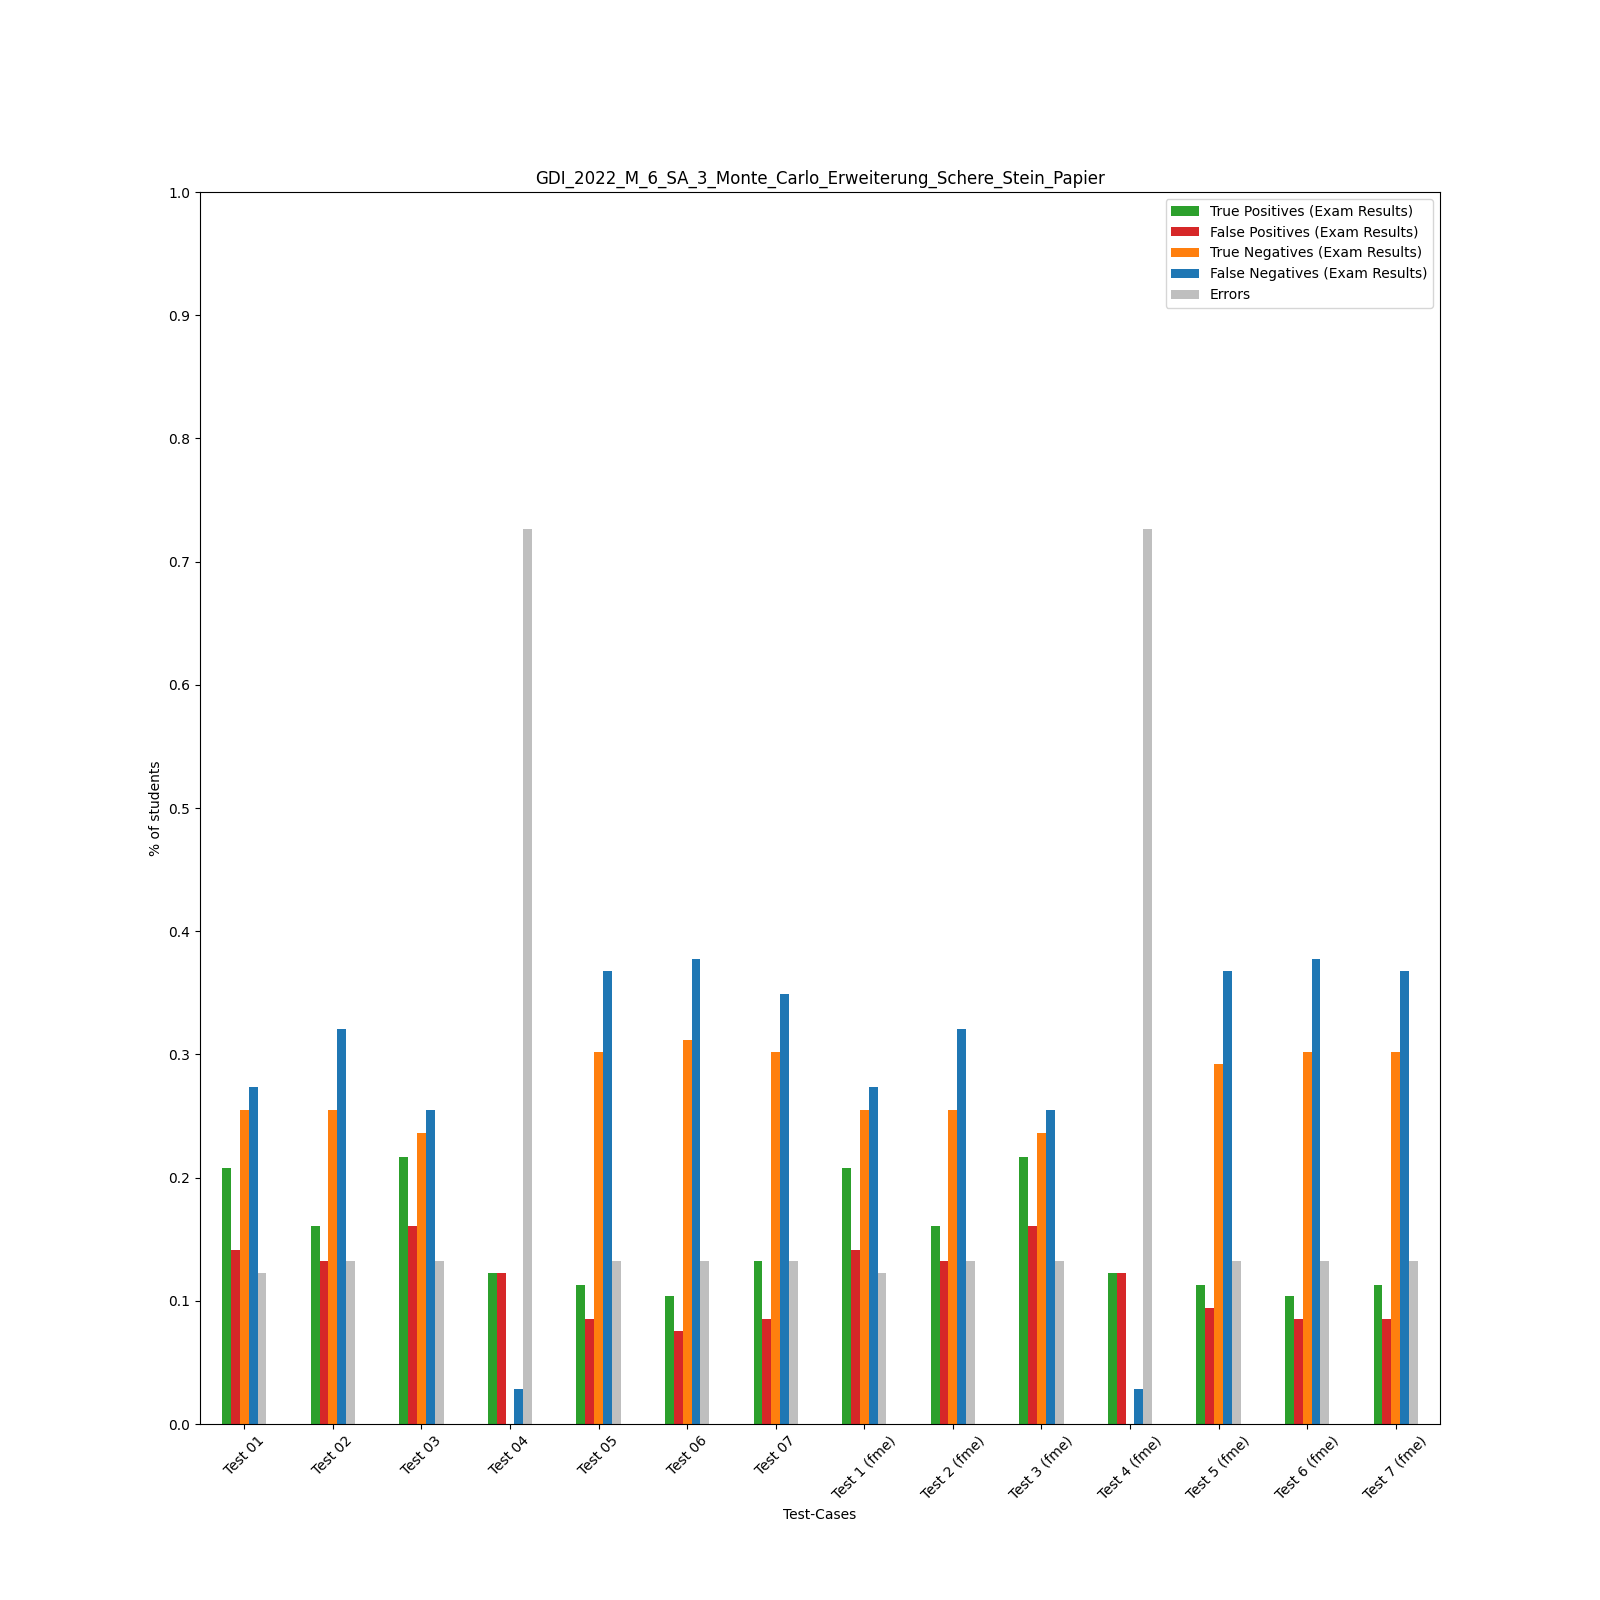 GDI_2022_M_6_SA_3_Monte_Carlo_Erweiterung_Schere_Stein_Papier
True Positives (Exam Results)
False Positives (Exam Results)
True Negatives (Exam Results)
False Negatives (Exam Results)
Errors
% of students
1.0
0.9
0.8
0.7
0.6
0.5
0.4
0.3
0.2
0.1
0.0
Test 01
Test 02
Test 03
Test 04
Test 05
Test 06
Test 07
Test 1 (fme)
Test 2 (fme)
Test 3 (fme)
Test 4 (fme)
Test 5 (fme)
Test 6 (fme)
Test 7 (fme)
Test-Cases